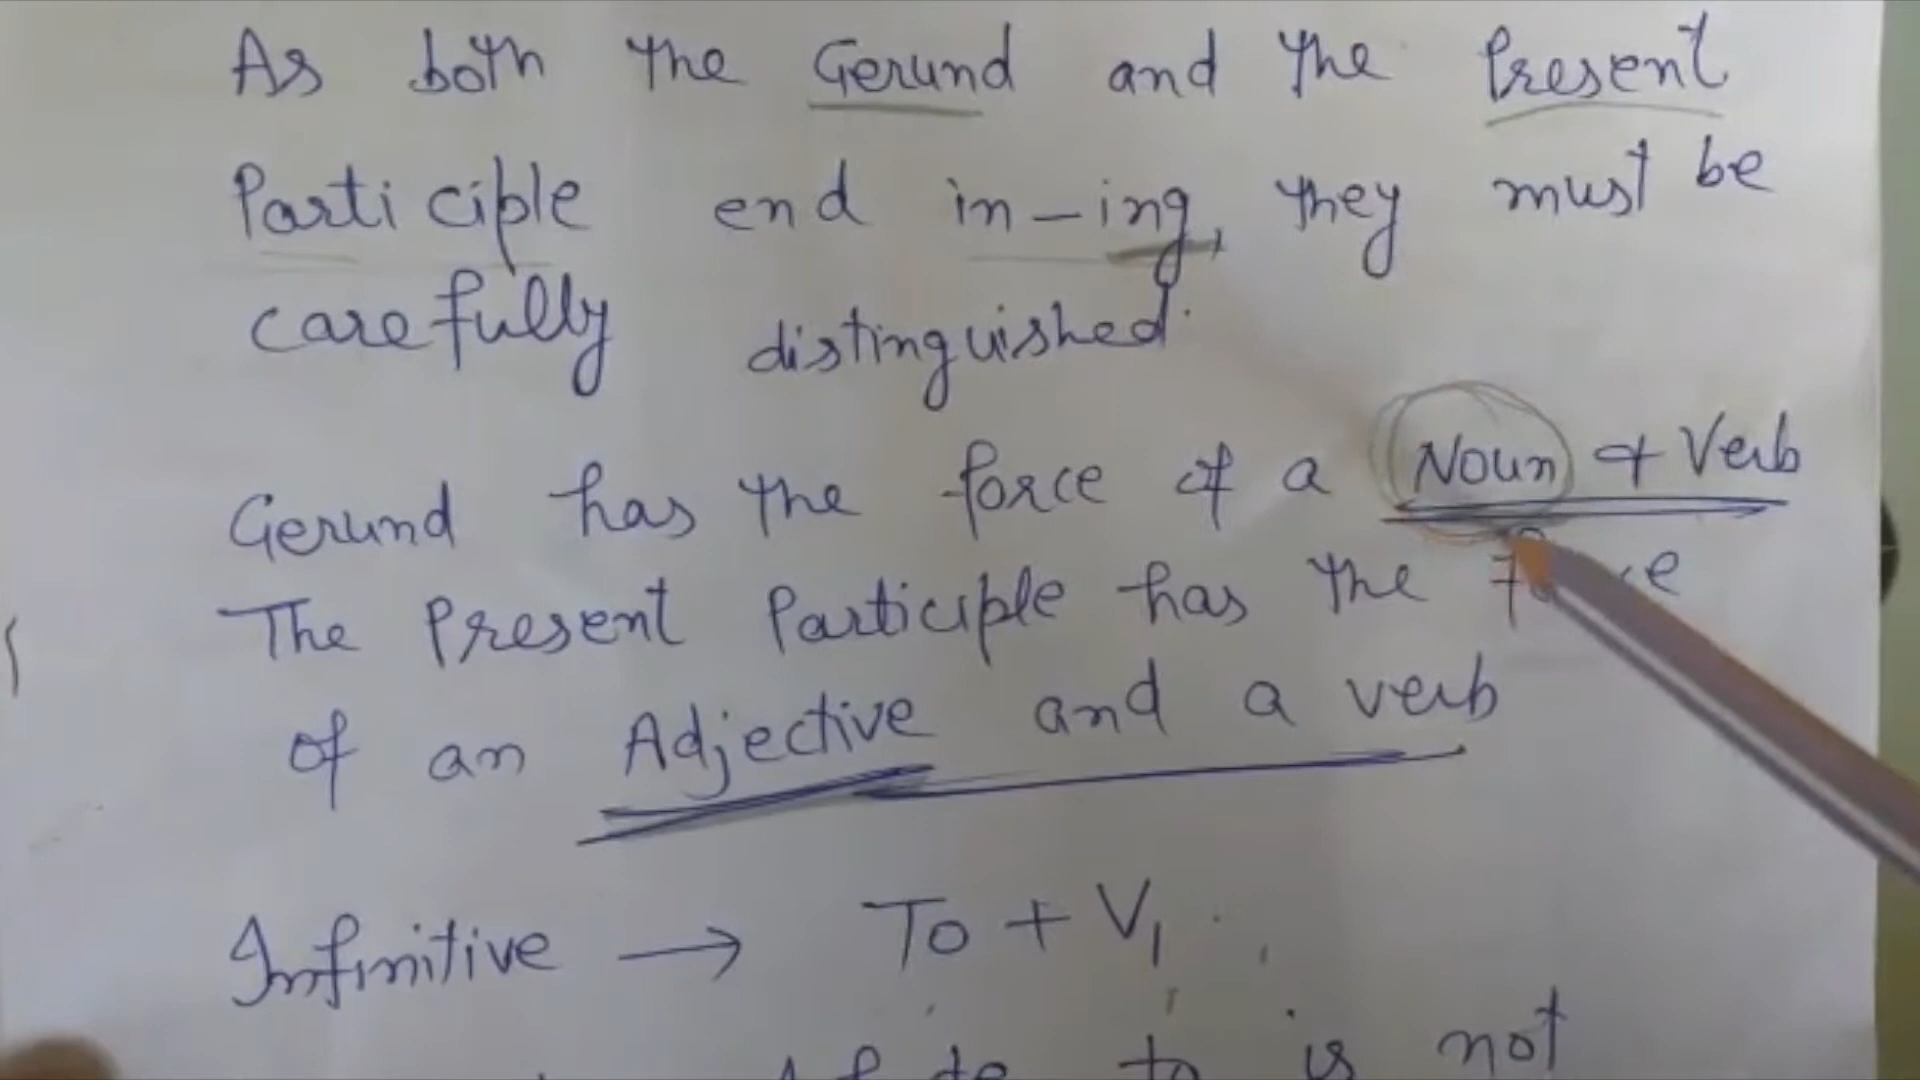 As both the Gerund and the Present
Participle end in -ing, they must be
carefully distinguished.
Gerund has the force of a Noun + Verb
The Present Participle has the
of an Adjective and a verb
Infinitive → To + V1
to is not